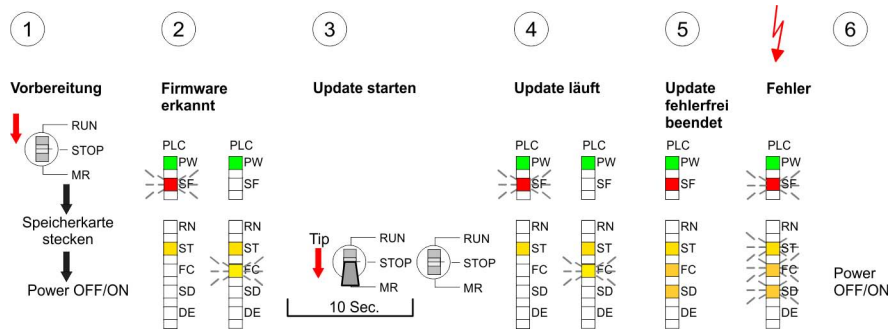 1
2
3
4
5
6
Vorbereitung
RUN
STOP
MR
Speicherkarte
stecken
Power OFF/ON
Firmware
erkannt
PLC
PW
SF
RN
ST
FC
SD
DE
PLC
PW
SF
RN
ST
FC
SD
DE
Update starten
Tip
RUN
STOP
MR
10 Sec.
RUN
STOP
MR
Update läuft
PLC
PW
SF
RN
ST
FC
SD
DE
PLC
PW
SF
RN
ST
FC
SD
DE
Update
fehlerfrei
beendet
PLC
PW
SF
RN
ST
FC
SD
DE
Fehler
PLC
PW
SF
RN
ST
FC
SD
DE
Power
OFF/ON